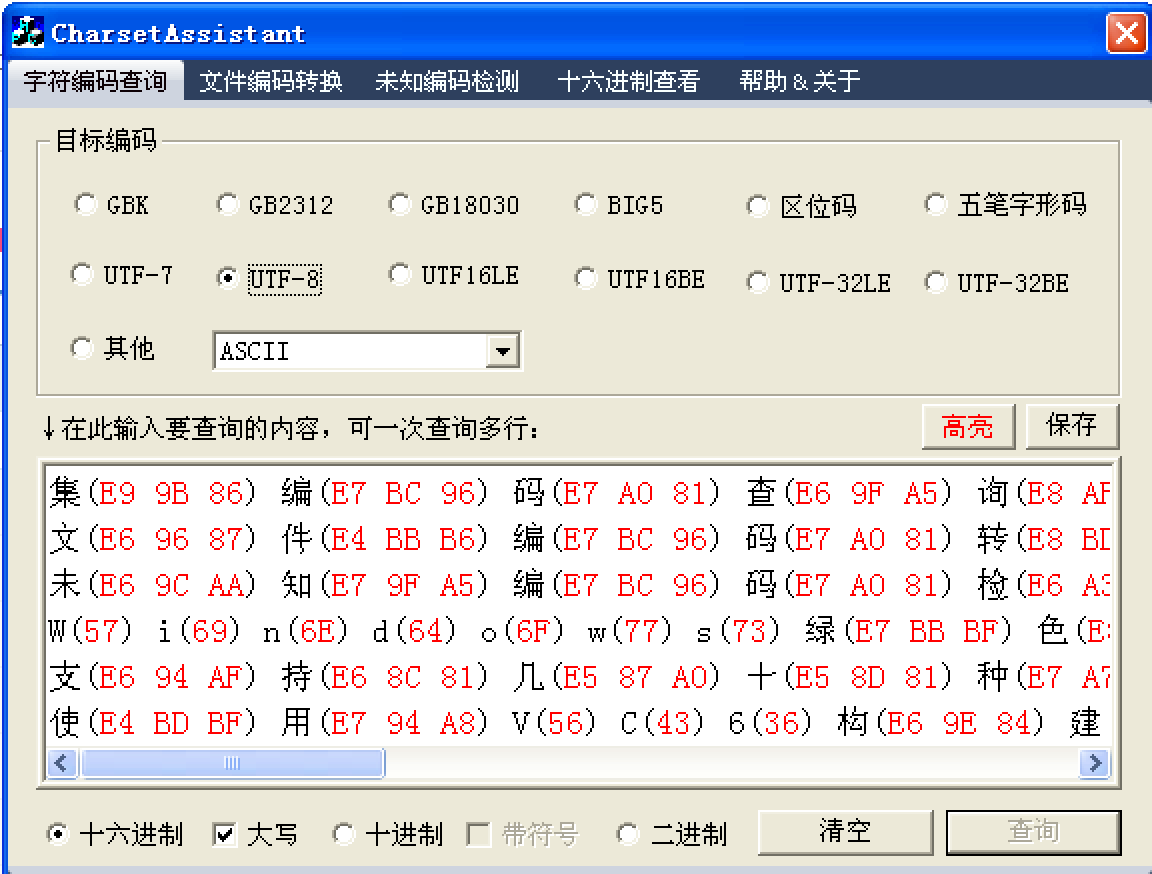 CharsetAssistant
字符编码查询 文件编码转换 未知编码检测 十六进制查看 帮助&关于
目标编码
GBK GB2312 GB18030 BIG5 区位码 五笔字形码
UTF-7 UTF-8 UTF16LE UTF16BE UTF-32LE UTF-32BE
其他 ASCII
↓在此输入要查询的内容，可一次查询多行： 高亮 保存
集(E9 9B 86) 编(E7 BC 96) 码(E7 A0 81) 查(E6 9F A5) 询(E8
文(E6 96 87) 件(E4 BB B6) 编(E7 BC 96) 码(E7 A0 81) 转(E8
未(E6 9C AA) 知(E7 9F A5) 编(E7 BC 96) 码(E7 A0 81) 检(E6
W(57) i(69) n(6E) d(64) o(6F) w(77) s(73) 绿(E7 BB BF) 色
支(E6 94 AF) 持(E6 8C 81) 几(E5 87 A0) 十(E5 8D 81) 种(E7 A7
使(E4 BD BF) 用(E7 94 A8) V(56) C(43) 6(36) 构(E6 9E 84) 建
十六进制 大写 十进制 带符号 二进制 清空 查询